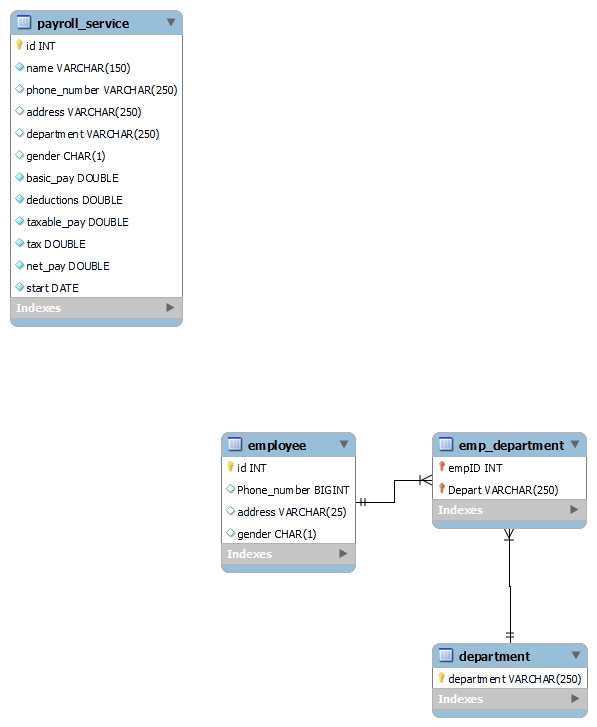 payroll_service
id INT
name VARCHAR(150)
phone_number VARCHAR(250)
address VARCHAR(250)
department VARCHAR(250)
gender CHAR(1)
basic_pay DOUBLE
deductions DOUBLE
taxable_pay DOUBLE
tax DOUBLE
net_pay DOUBLE
start DATE
Indexes
employee
id INT
Phone_number BIGINT
address VARCHAR(25)
gender CHAR(1)
Indexes
emp_department
empID INT
Depart VARCHAR(250)
Indexes
department
department VARCHAR(250)
Indexes